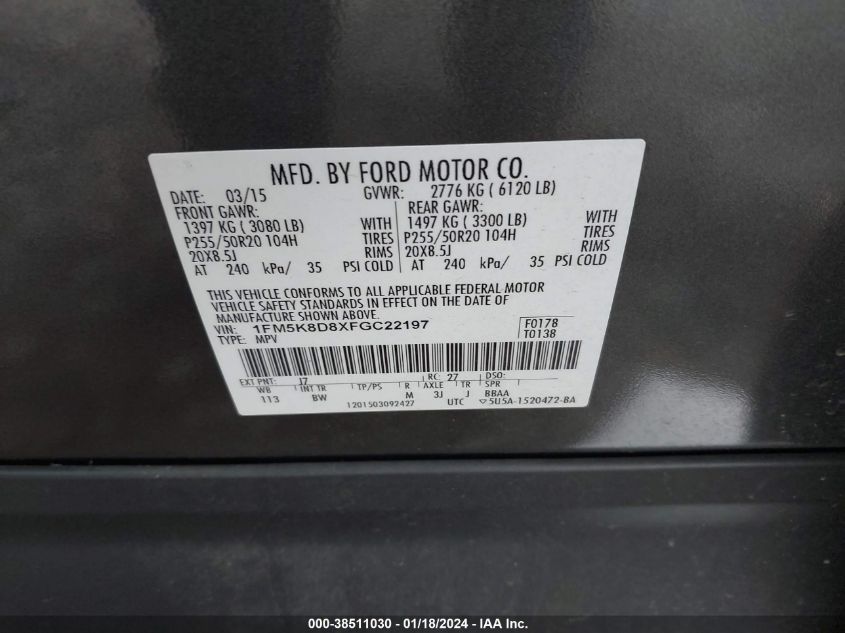 MFD. BY FORD MOTOR CO.
DATE: 03/15 GVWR: 2776 KG ( 6120 LB)
FRONT GAWR: REAR GAWR:
1397 KG ( 3080 LB) WITH 1497 KG ( 3300 LB) WITH
P255/50R20 104H TIRES P255/50R20 104H TIRES
20X8.5J RIMS 20X8.5J RIMS
AT 240 kPa/ 35 PSI COLD AT 240 kPa/ 35 PSI COLD
THIS VEHICLE CONFORMS TO ALL APPLICABLE FEDERAL MOTOR
VEHICLE SAFETY STANDARDS IN EFFECT ON THE DATE OF
MANUFACTURE SHOWN ABOVE.
VIN: 1FM5K8D8XFGC22197 F0178
TYPE: MPV T0138
EXT PNT: J7 RC: 27 DSO:
WB INT TR TP/PS R AXLE TR SPR
113 BW M 3J J BBAA
1201503092427 UTC ▽5U5A-1520472-BA
000-38511030 - 01/18/2024 - IAA Inc.